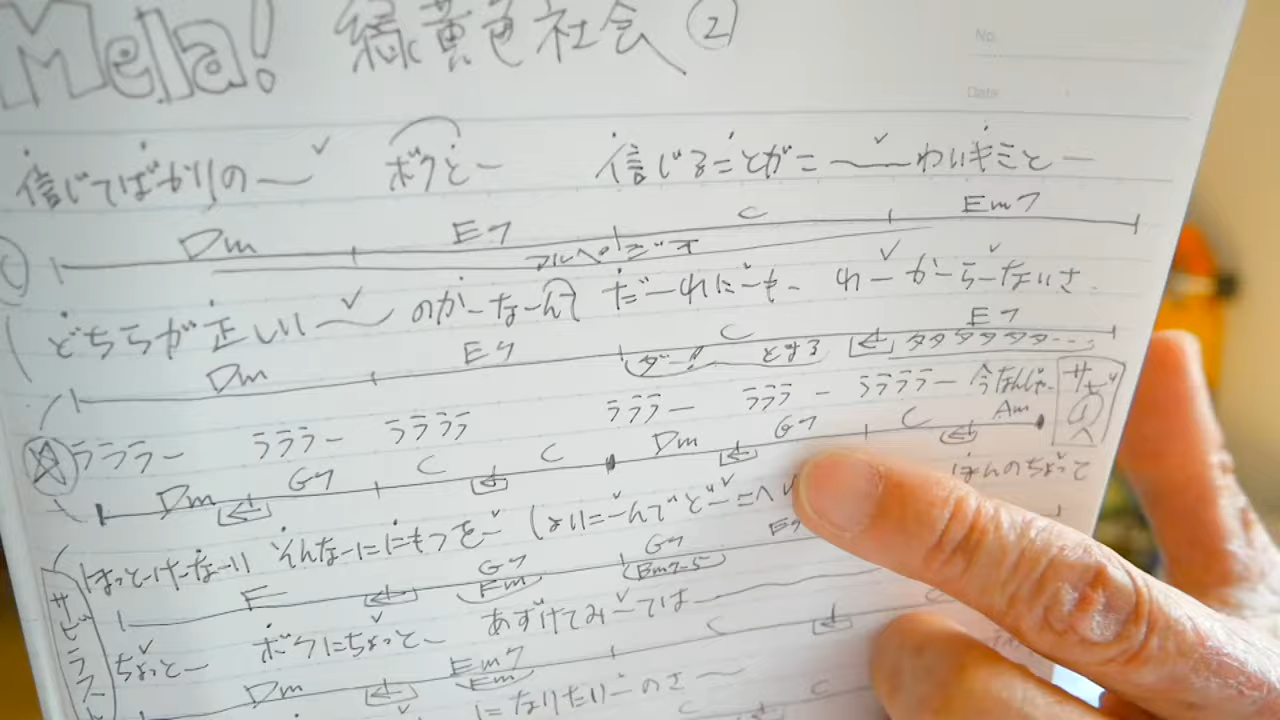 Mela! 緑黄色社会 ②
No.
Date
信じてばかりの〜 ボクとー 信じることがこ〜わいキミとー
Dm E7 C Em7
アルペジオ
どちらが正しい〜 のかーなーんて だーれにーも、 わーかーらーないさ
Dm E7 C E7
ダー! とする ← タタタタタタ…
ラララー ラララー ララララ ラララー ラララー ララララー 今なんじゃ サビ①へ
Dm ← G7 C ← C Dm ← G7 C ← Am
ほっとーけーなーい そんなーににもつをー ほんのちょっと
F ← G7 G7 E7
Em Bm7-5
ちょっとー ボクにちょっと、 あずけてみーてはー
Dm ← Em7 C ←
Em
になりたいーのさー
C ← C
サビラスト